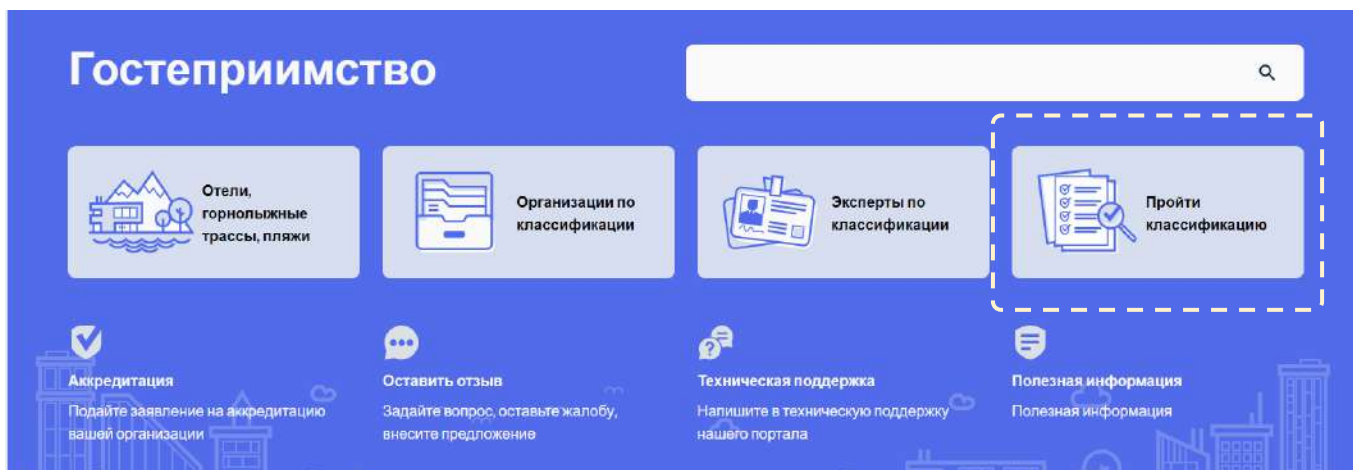 Гостеприимство
Отели,
горнолыжные
трассы, пляжи
Организации по
классификации
Эксперты по
классификации
Пройти
классификацию
Аккредитация
Подайте заявление на аккредитацию
вашей организации
Оставить отзыв
Задайте вопрос, оставьте жалобу,
внесите предложение
Техническая поддержка
Напишите в техническую поддержку
нашего портала
Полезная информация
Полезная информация